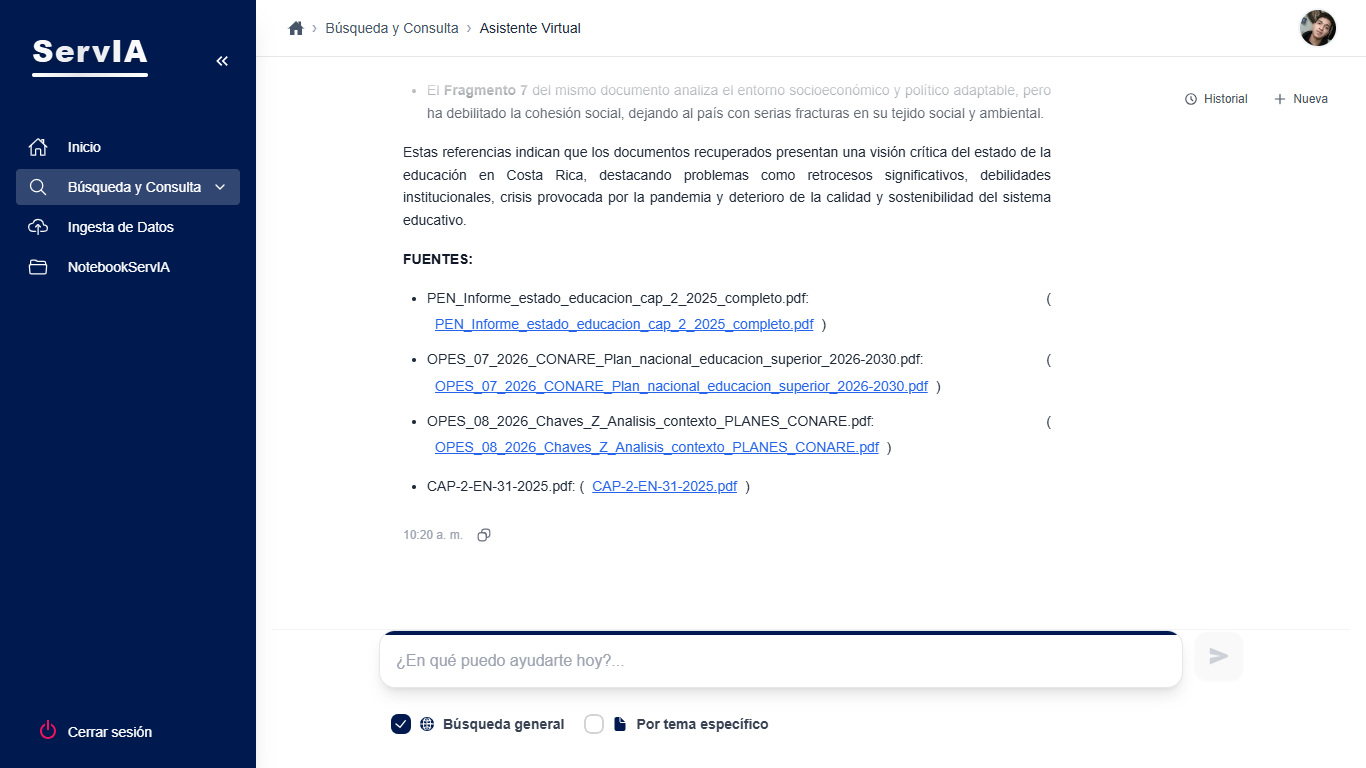 ServIA
Inicio
Búsqueda y Consulta
Ingesta de Datos
NotebookServIA
Cerrar sesión
Búsqueda y Consulta › Asistente Virtual
Historial
Nueva
• El Fragmento 7 del mismo documento analiza el entorno socioeconómico y político adaptable, pero
ha debilitado la cohesión social, dejando al país con serias fracturas en su tejido social y ambiental.
Estas referencias indican que los documentos recuperados presentan una visión crítica del estado de la
educación en Costa Rica, destacando problemas como retrocesos significativos, debilidades
institucionales, crisis provocada por la pandemia y deterioro de la calidad y sostenibilidad del sistema
educativo.
FUENTES:
• PEN_Informe_estado_educacion_cap_2_2025_completo.pdf: (
PEN_Informe_estado_educacion_cap_2_2025_completo.pdf )
• OPES_07_2026_CONARE_Plan_nacional_educacion_superior_2026-2030.pdf: (
OPES_07_2026_CONARE_Plan_nacional_educacion_superior_2026-2030.pdf )
• OPES_08_2026_Chaves_Z_Analisis_contexto_PLANES_CONARE.pdf: (
OPES_08_2026_Chaves_Z_Analisis_contexto_PLANES_CONARE.pdf )
• CAP-2-EN-31-2025.pdf: ( CAP-2-EN-31-2025.pdf )
10:20 a. m.
¿En qué puedo ayudarte hoy?...
Búsqueda general
Por tema específico